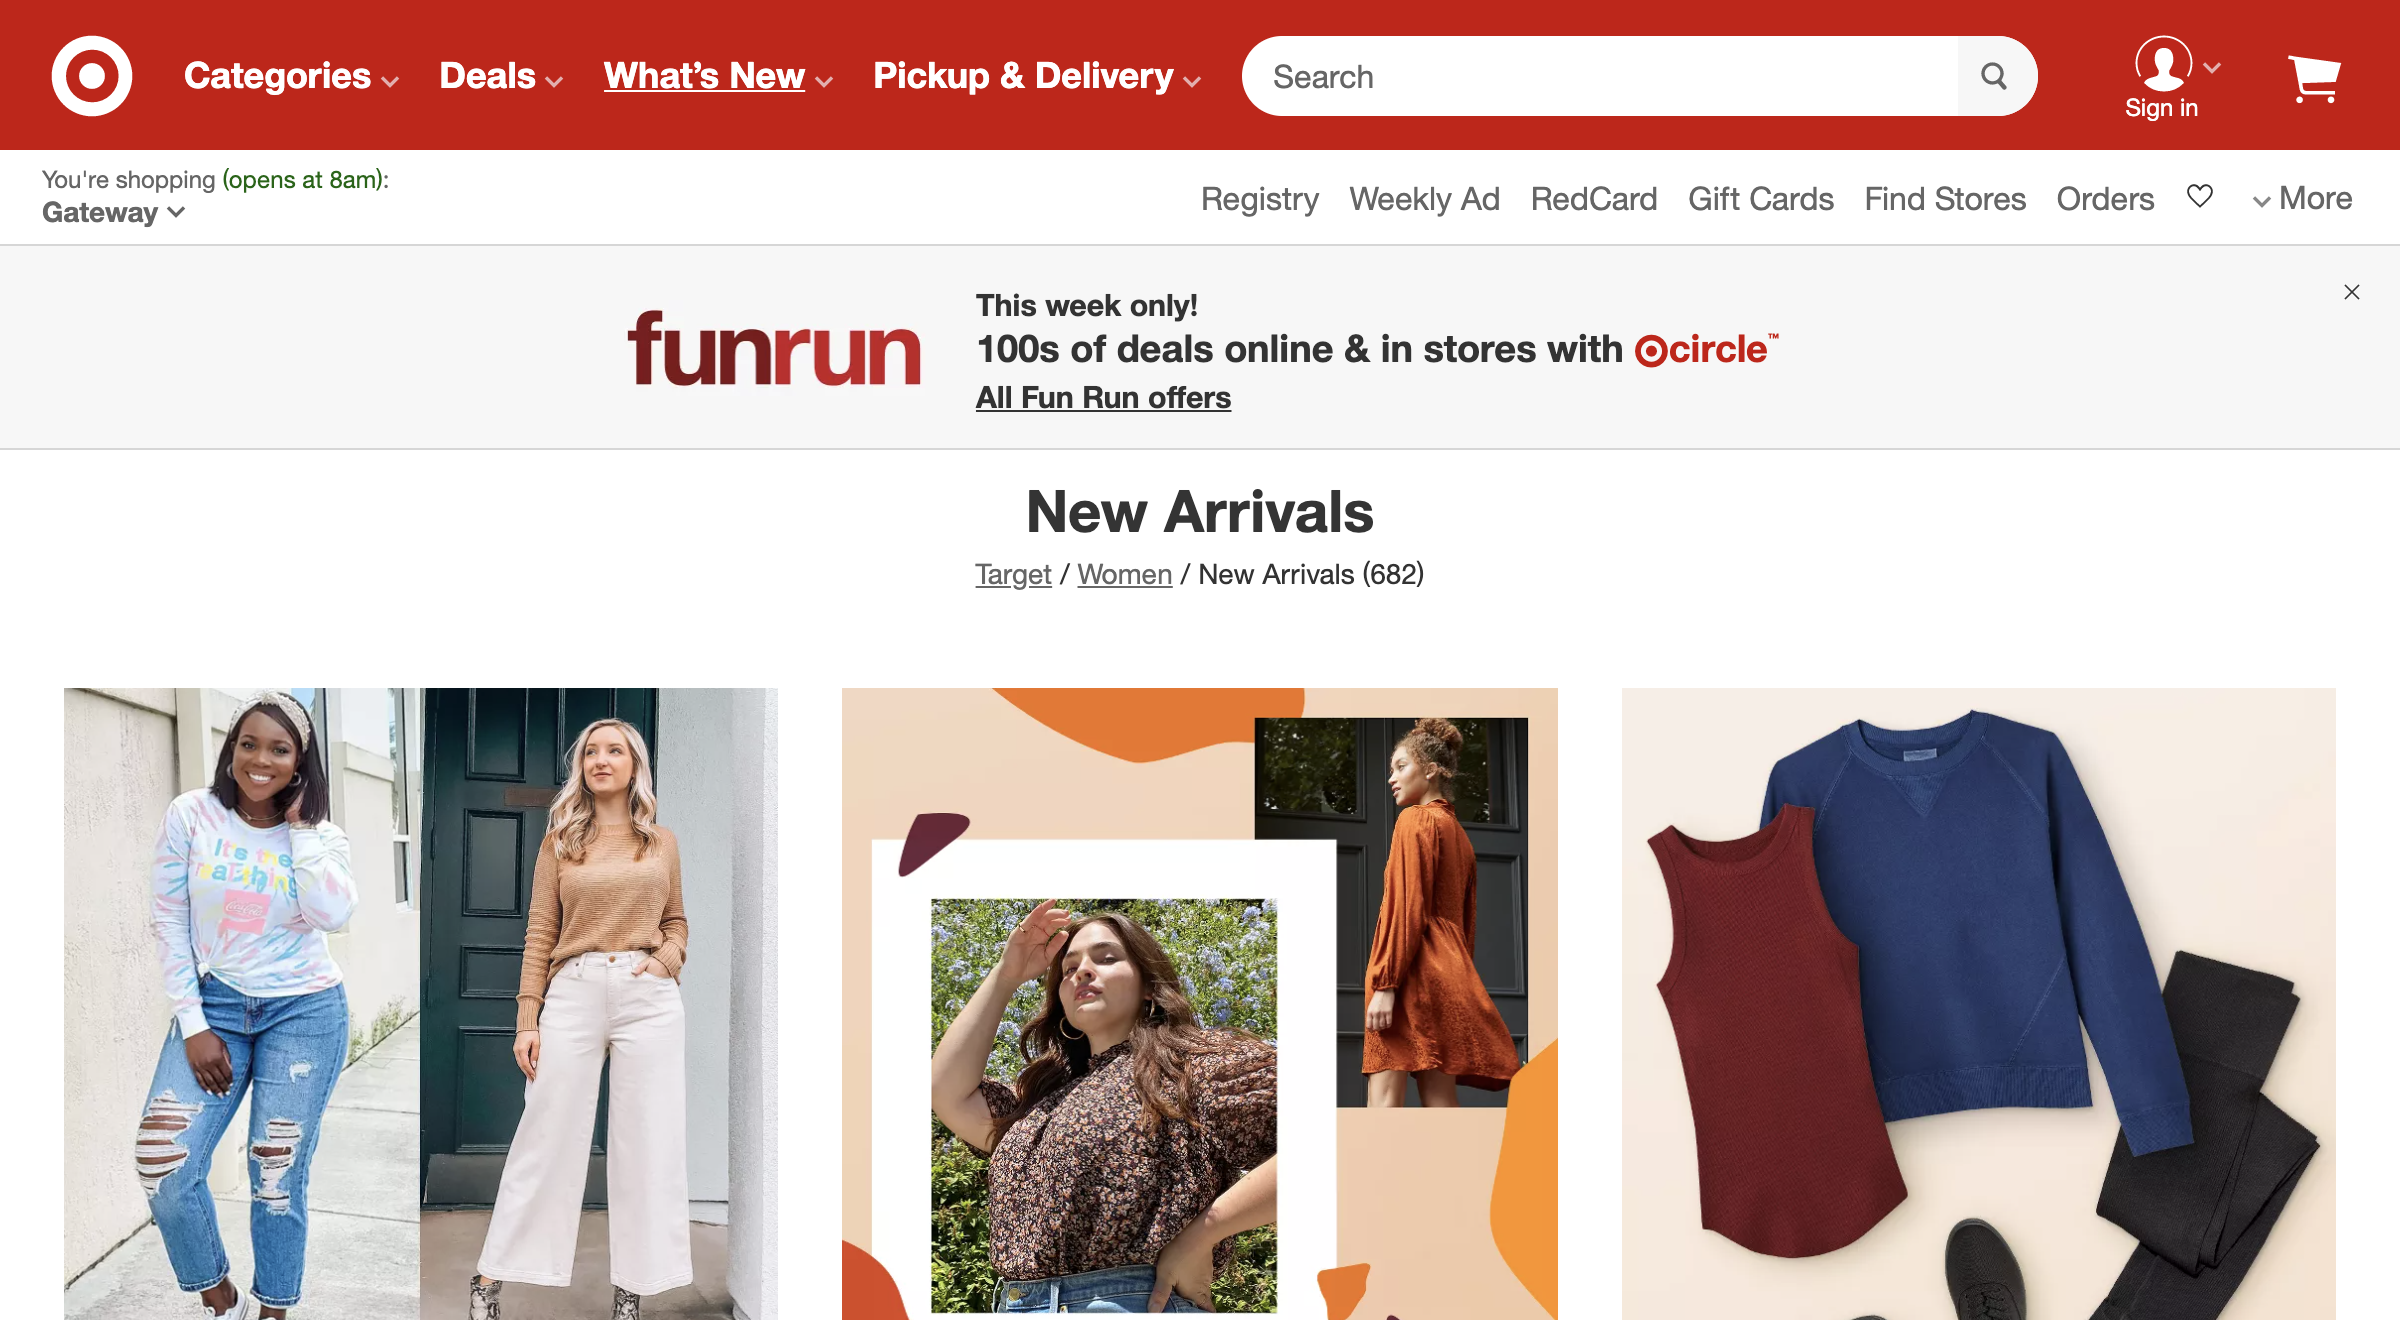 Categories
Deals
What's New
Pickup & Delivery
Search
Sign in
You're shopping (opens at 8am):
Gateway
Registry
Weekly Ad
RedCard
Gift Cards
Find Stores
Orders
More
funrun
This week only!
100s of deals online & in stores with circle™
All Fun Run offers
New Arrivals
Target / Women / New Arrivals (682)
It's the
real thing
Coca-Cola